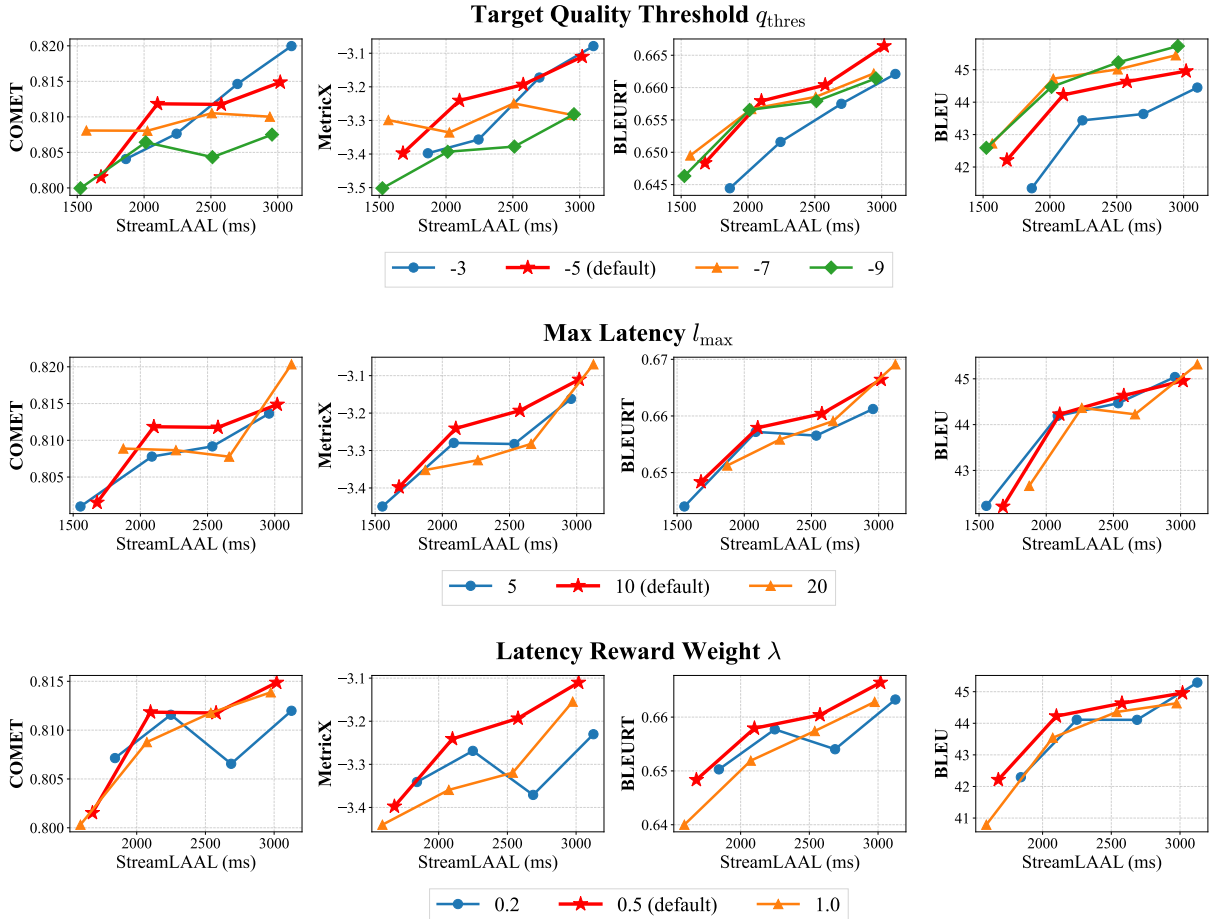 Target Quality Threshold q_thres
COMET
0.820
0.815
0.810
0.805
0.800
1500 2000 2500 3000
StreamLAAL (ms)
MetricX
−3.1
−3.2
−3.3
−3.4
−3.5
1500 2000 2500 3000
StreamLAAL (ms)
BLEURT
0.665
0.660
0.655
0.650
0.645
1500 2000 2500 3000
StreamLAAL (ms)
BLEU
45
44
43
42
1500 2000 2500 3000
StreamLAAL (ms)
-3 -5 (default) -7 -9
Max Latency l_max
COMET
0.820
0.815
0.810
0.805
1500 2000 2500 3000
StreamLAAL (ms)
MetricX
−3.1
−3.2
−3.3
−3.4
1500 2000 2500 3000
StreamLAAL (ms)
BLEURT
0.67
0.66
0.65
1500 2000 2500 3000
StreamLAAL (ms)
BLEU
45
44
43
1500 2000 2500 3000
StreamLAAL (ms)
5 10 (default) 20
Latency Reward Weight λ
COMET
0.815
0.810
0.805
0.800
2000 2500 3000
StreamLAAL (ms)
MetricX
−3.1
−3.2
−3.3
−3.4
2000 2500 3000
StreamLAAL (ms)
BLEURT
0.66
0.65
0.64
2000 2500 3000
StreamLAAL (ms)
BLEU
45
44
43
42
41
2000 2500 3000
StreamLAAL (ms)
0.2 0.5 (default) 1.0